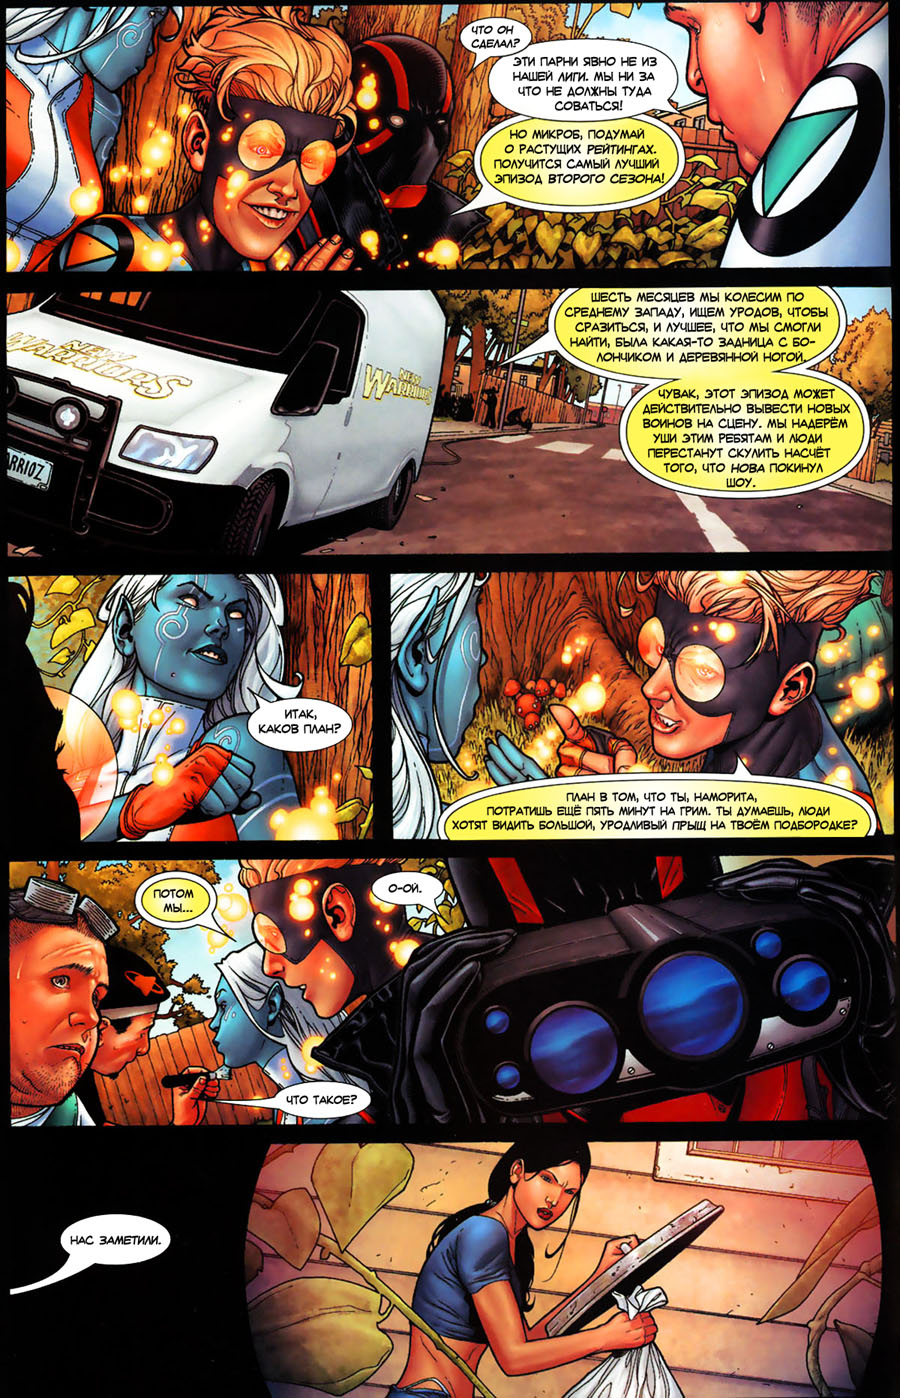 ЧТО ОН
СДЕЛАЛ?
ЭТИ ПАРНИ ЯВНО НЕ ИЗ
НАШЕЙ ЛИГИ. МЫ НИ ЗА
ЧТО НЕ ДОЛЖНЫ ТУДА
СОВАТЬСЯ!
НО МИКРОБ, ПОДУМАЙ
О РАСТУЩИХ РЕЙТИНГАХ.
ПОЛУЧИТСЯ САМЫЙ ЛУЧШИЙ
ЭПИЗОД ВТОРОГО СЕЗОНА!
ШЕСТЬ МЕСЯЦЕВ МЫ КОЛЕСИМ ПО
СРЕДНЕМУ ЗАПАДУ, ИЩЕМ УРОДОВ, ЧТОБЫ
СРАЗИТЬСЯ, И ЛУЧШЕЕ, ЧТО МЫ СМОГЛИ
НАЙТИ, БЫЛА КАКАЯ-ТО ЗАДНИЦА С БО-
ЛОНЧИКОМ И ДЕРЕВЯННОЙ НОГОЙ.
ЧУВАК, ЭТОТ ЭПИЗОД МОЖЕТ
ДЕЙСТВИТЕЛЬНО ВЫВЕСТИ НОВЫХ
ВОИНОВ НА СЦЕНУ. МЫ НАДЕРЁМ
УШИ ЭТИМ РЕБЯТАМ И ЛЮДИ
ПЕРЕСТАНУТ СКУЛИТЬ НАСЧЁТ
ТОГО, ЧТО НОВА ПОКИНУЛ
ШОУ.
NEW
WARRIORS
NEW
WARRIORS
ARRIOZ
ИТАК,
КАКОВ ПЛАН?
ПЛАН В ТОМ, ЧТО ТЫ, НАМОРИТА,
ПОТРАТИШЬ ЕЩЁ ПЯТЬ МИНУТ НА ГРИМ. ТЫ ДУМАЕШЬ, ЛЮДИ
ХОТЯТ ВИДИТЬ БОЛЬШОЙ, УРОДЛИВЫЙ ПРЫЩ НА ТВОЁМ ПОДБОРОДКЕ?
ПОТОМ
МЫ...
О-ОЙ.
ЧТО ТАКОЕ?
НАС ЗАМЕТИЛИ.